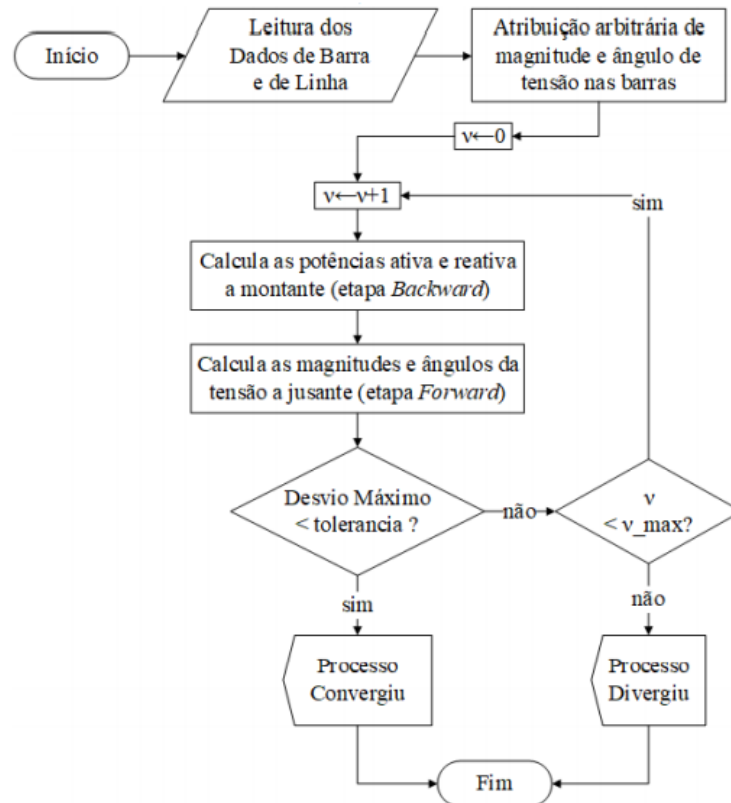 Início
Leitura dos
Dados de Barra
e de Linha
Atribuição arbitrária de
magnitude e ângulo de
tensão nas barras
ν←0
ν←ν+1
sim
Calcula as potências ativa e reativa
a montante (etapa Backward)
Calcula as magnitudes e ângulos da
tensão a jusante (etapa Forward)
Desvio Máximo
< tolerancia ?
não
ν
< ν_max?
sim
não
Processo
Convergiu
Processo
Divergiu
Fim